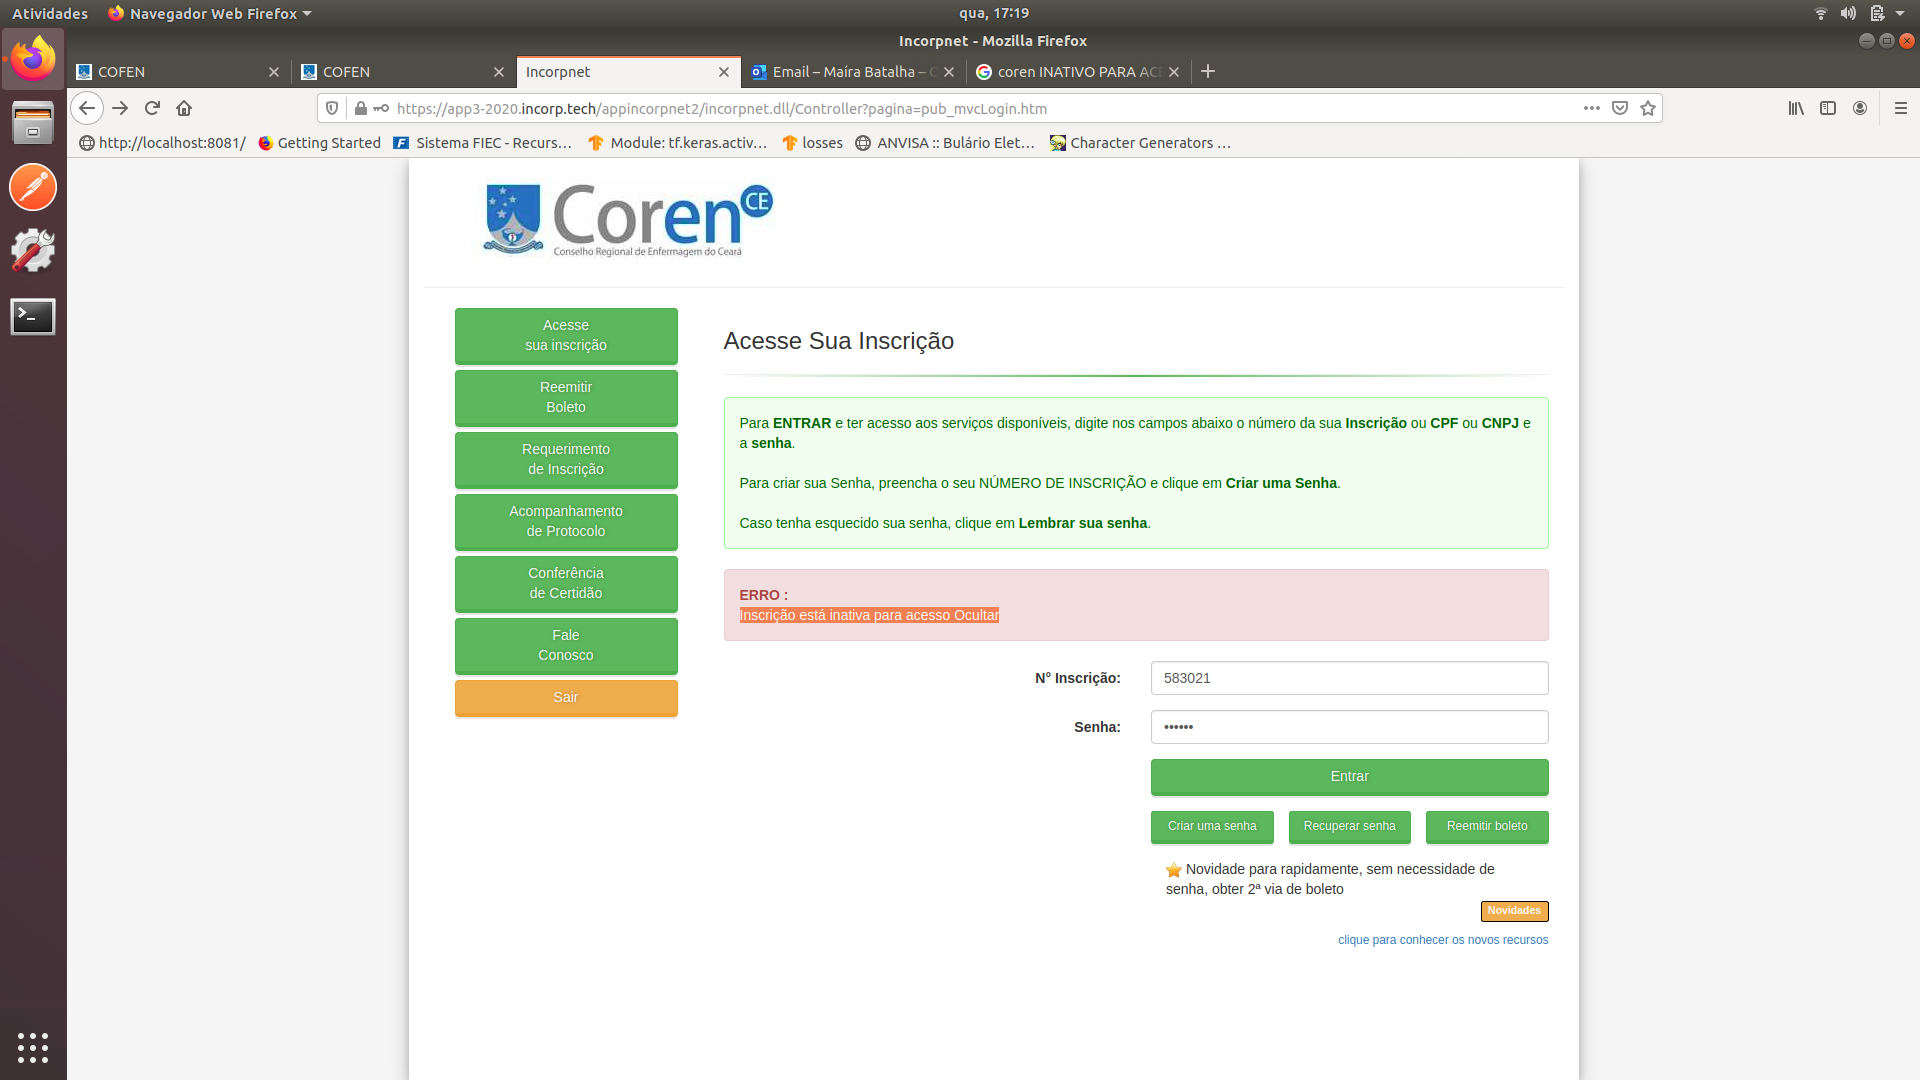 Atividades
Navegador Web Firefox
qua, 17:19
Incorpnet - Mozilla Firefox
COFEN
COFEN
Incorpnet
Email – Maíra Batalha –
coren INATIVO PARA
https://app3-2020.incorp.tech/appincorpnet2/incorpnet.dll/Controller?pagina=pub_mvcLogin.htm
http://localhost:8081/
Getting Started
Sistema FIEC - Recurs…
Module: tf.keras.activ…
losses
ANVISA :: Bulário Elet…
Character Generators …
Coren CE
Conselho Regional de Enfermagem do Ceará
Acesse
sua inscrição
Reemitir
Boleto
Requerimento
de Inscrição
Acompanhamento
de Protocolo
Conferência
de Certidão
Fale
Conosco
Sair
Acesse Sua Inscrição
Para ENTRAR e ter acesso aos serviços disponíveis, digite nos campos abaixo o número da sua Inscrição ou CPF ou CNPJ e
a senha.
Para criar sua Senha, preencha o seu NÚMERO DE INSCRIÇÃO e clique em Criar uma Senha.
Caso tenha esquecido sua senha, clique em Lembrar sua senha.
ERRO :
Inscrição está inativa para acesso Ocultar
N° Inscrição:
583021
Senha:
••••••
Entrar
Criar uma senha
Recuperar senha
Reemitir boleto
Novidade para rapidamente, sem necessidade de
senha, obter 2ª via de boleto
Novidades
clique para conhecer os novos recursos